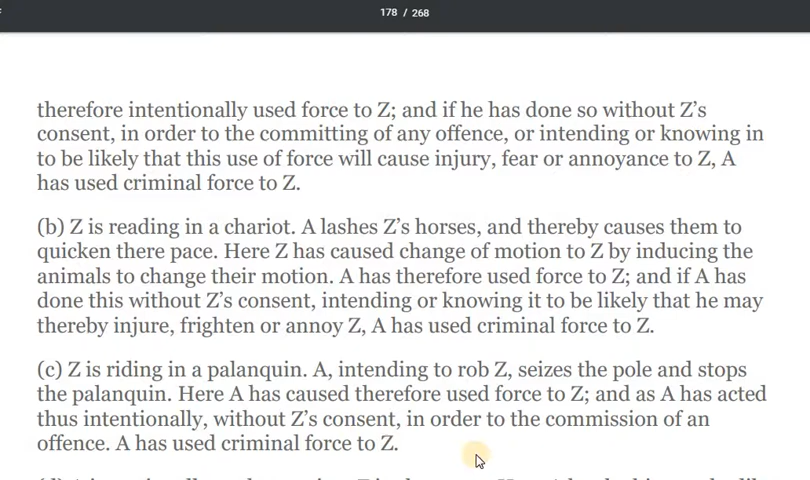 178 / 268
therefore intentionally used force to Z; and if he has done so without Z's
consent, in order to the committing of any offence, or intending or knowing in
to be likely that this use of force will cause injury, fear or annoyance to Z, A
has used criminal force to Z.
(b) Z is reading in a chariot. A lashes Z's horses, and thereby causes them to
quicken there pace. Here Z has caused change of motion to Z by inducing the
animals to change their motion. A has therefore used force to Z; and if A has
done this without Z's consent, intending or knowing it to be likely that he may
thereby injure, frighten or annoy Z, A has used criminal force to Z.
(c) Z is riding in a palanquin. A, intending to rob Z, seizes the pole and stops
the palanquin. Here A has caused therefore used force to Z; and as A has acted
thus intentionally, without Z's consent, in order to the commission of an
offence. A has used criminal force to Z.